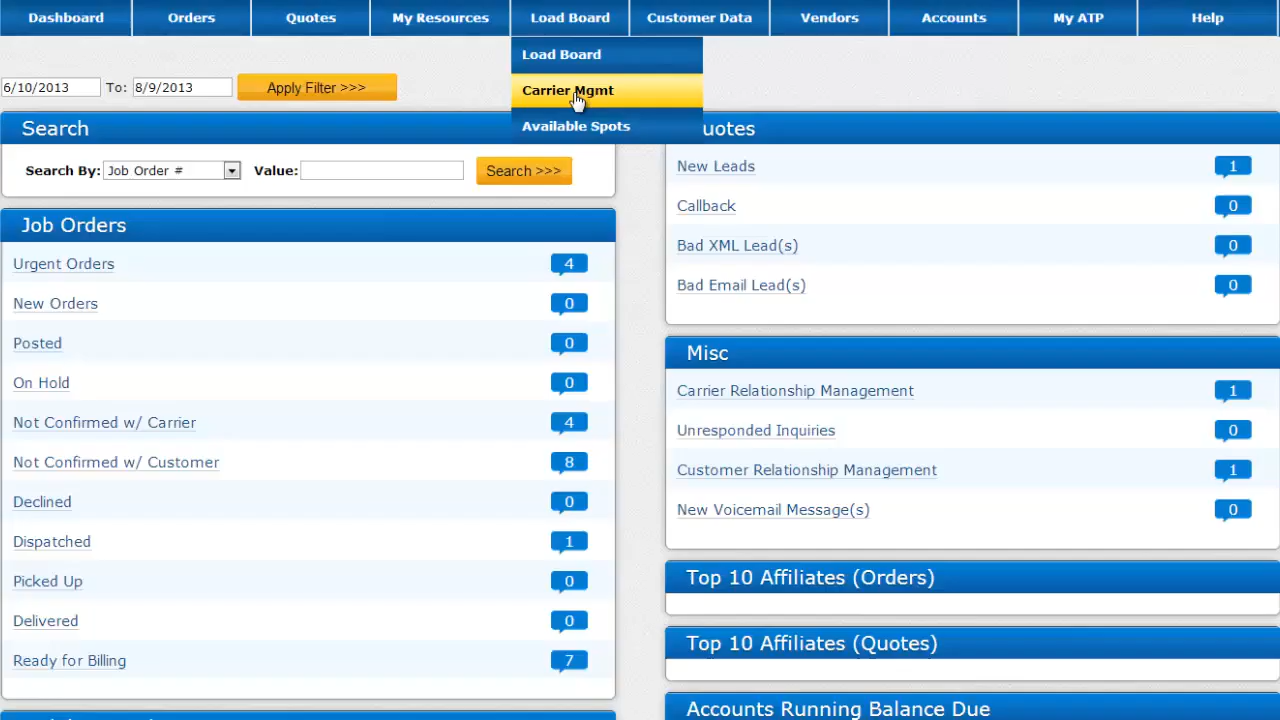 Dashboard Orders Quotes My Resources Load Board Customer Data Vendors Accounts My ATP Help
Load Board
Carrier Mgmt
Available Spots
6/10/2013 To: 8/9/2013 Apply Filter >>>
Search
Search By: Job Order # Value: Search >>>
Job Orders
Urgent Orders 4
New Orders 0
Posted 0
On Hold 0
Not Confirmed w/ Carrier 4
Not Confirmed w/ Customer 8
Declined 0
Dispatched 1
Picked Up 0
Delivered 0
Ready for Billing 7
uotes
New Leads 1
Callback 0
Bad XML Lead(s) 0
Bad Email Lead(s) 0
Misc
Carrier Relationship Management 1
Unresponded Inquiries 0
Customer Relationship Management 1
New Voicemail Message(s) 0
Top 10 Affiliates (Orders)
Top 10 Affiliates (Quotes)
Accounts Running Balance Due